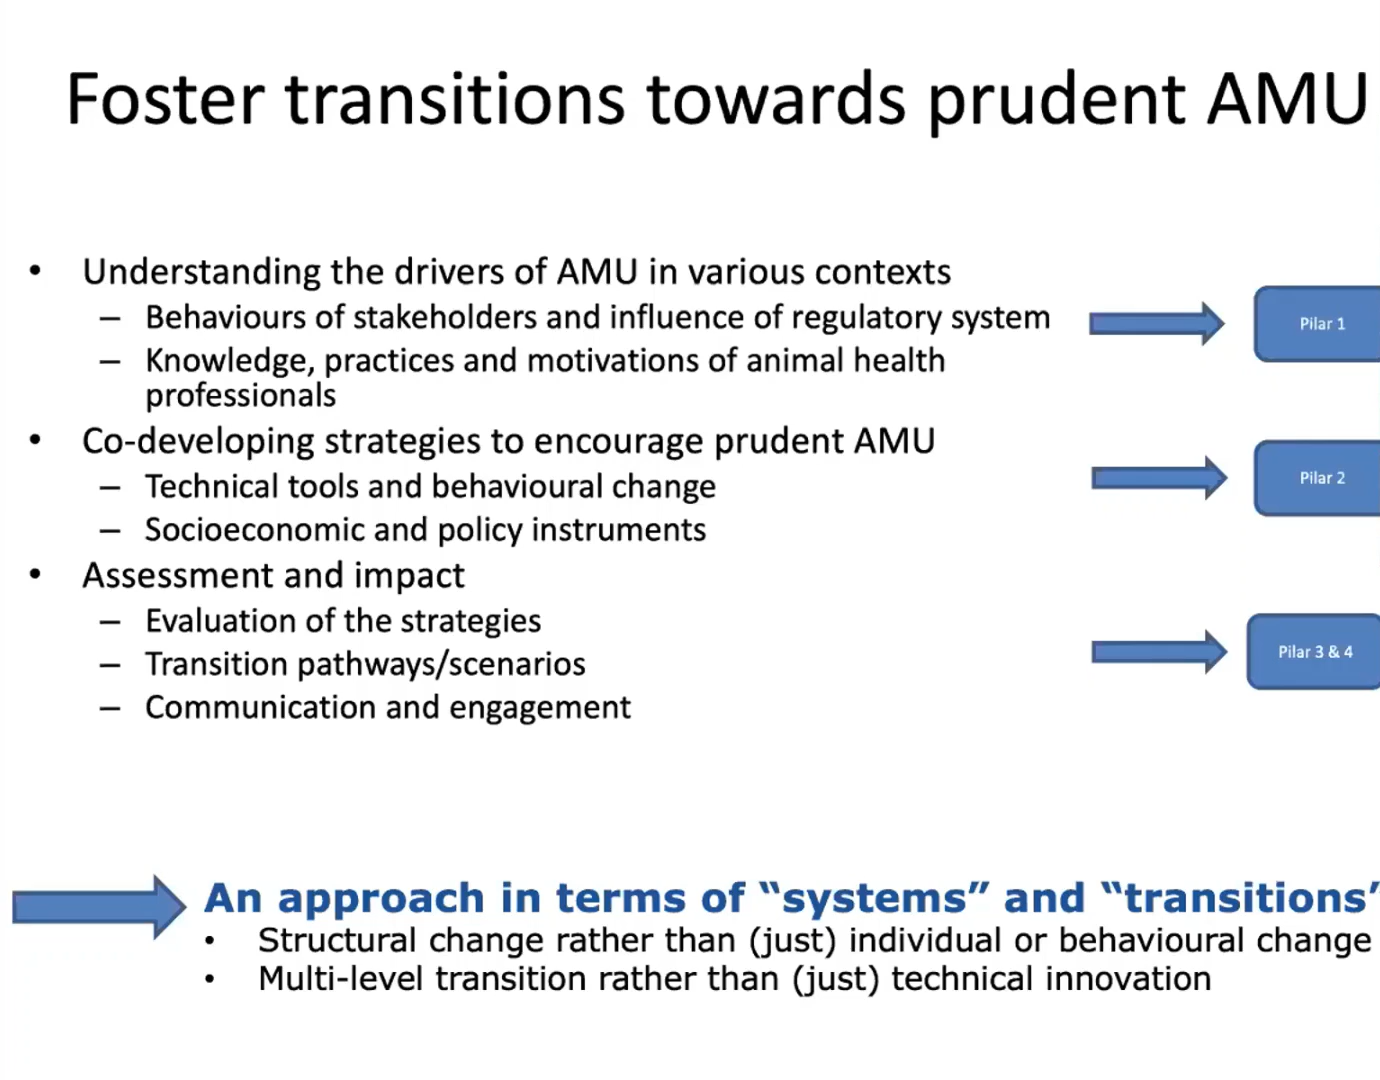 Foster transitions towards prudent AMU
• Understanding the drivers of AMU in various contexts
– Behaviours of stakeholders and influence of regulatory system
Pilar 1
– Knowledge, practices and motivations of animal health
professionals
• Co-developing strategies to encourage prudent AMU
Pilar 2
– Technical tools and behavioural change
– Socioeconomic and policy instruments
• Assessment and impact
– Evaluation of the strategies
Pilar 3 & 4
– Transition pathways/scenarios
– Communication and engagement
An approach in terms of “systems” and “transitions”
• Structural change rather than (just) individual or behavioural change
• Multi-level transition rather than (just) technical innovation